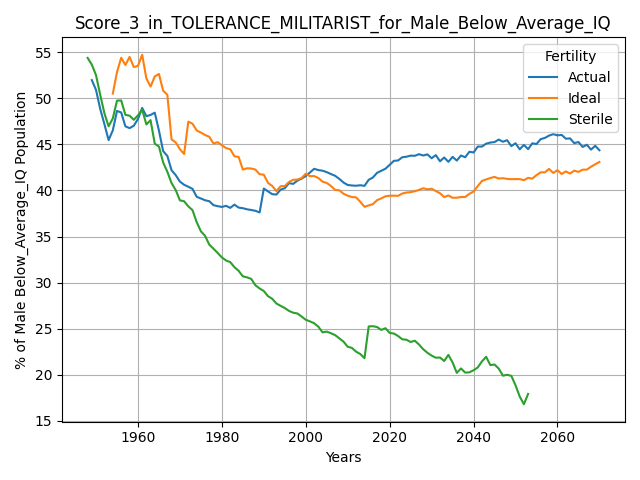 Score_3_in_TOLERANCE_MILITARIST_for_Male_Below_Average_IQ
% of Male Below_Average_IQ Population
55
50
45
40
35
30
25
20
15
Fertility
Actual
Ideal
Sterile
1960
1980
2000
2020
2040
2060
Years